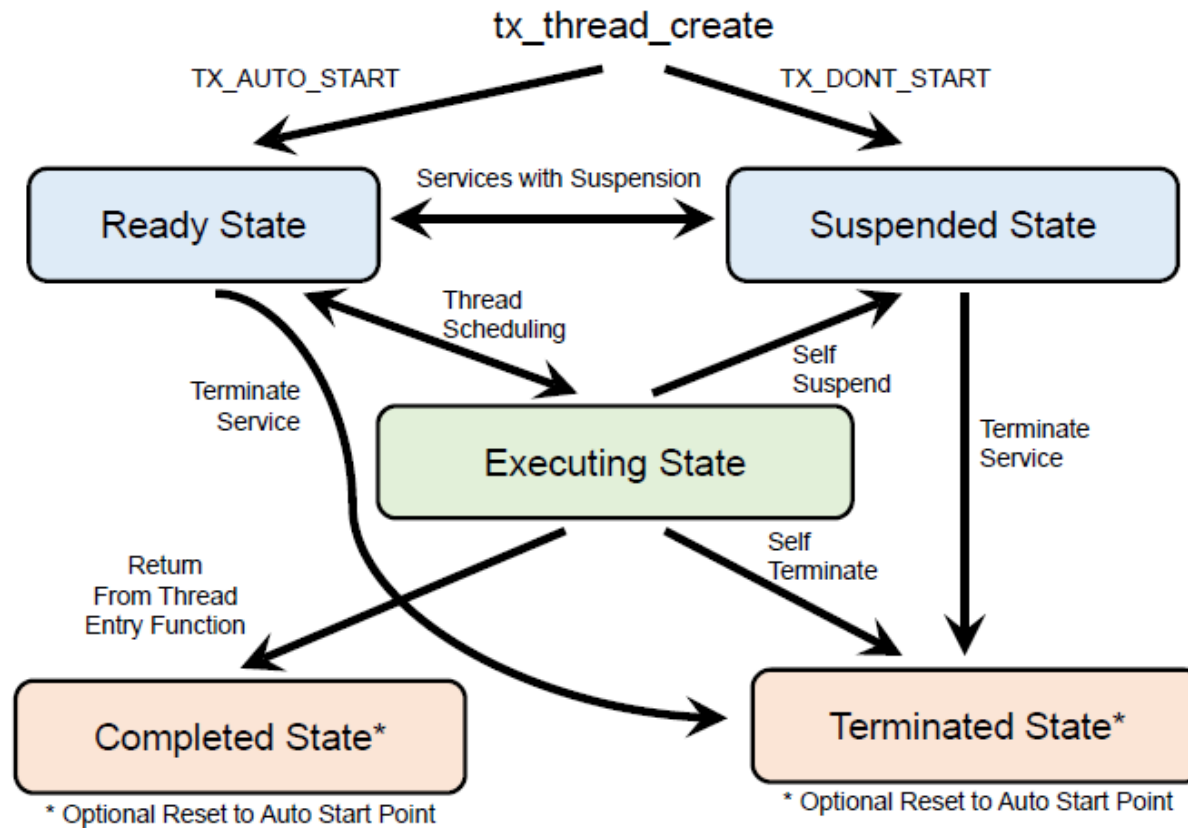 tx_thread_create
TX_AUTO_START
TX_DONT_START
Services with Suspension
Ready State
Suspended State
Thread
Scheduling
Self
Suspend
Terminate
Service
Executing State
Terminate
Service
Return
From Thread
Entry Function
Self
Terminate
Completed State*
Terminated State*
* Optional Reset to Auto Start Point
* Optional Reset to Auto Start Point